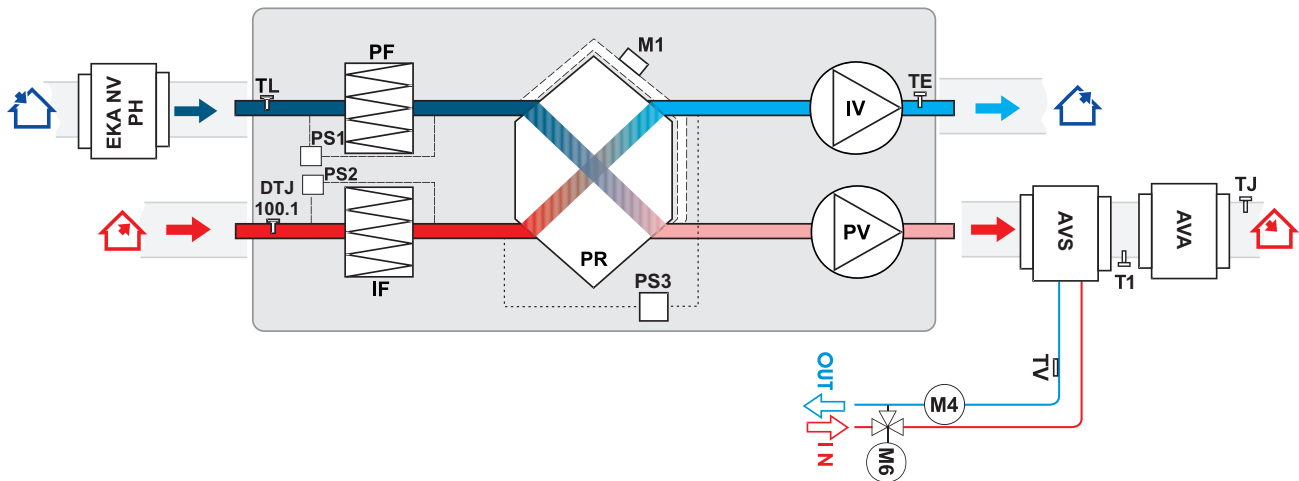 EKA NV
PH
TL
PF
M1
IV
TE
PS1
PS2
DTJ
100.1
IF
PR
PS3
PV
AVS
T1
AVA
TJ
TV
OUT
M4
IN
M6